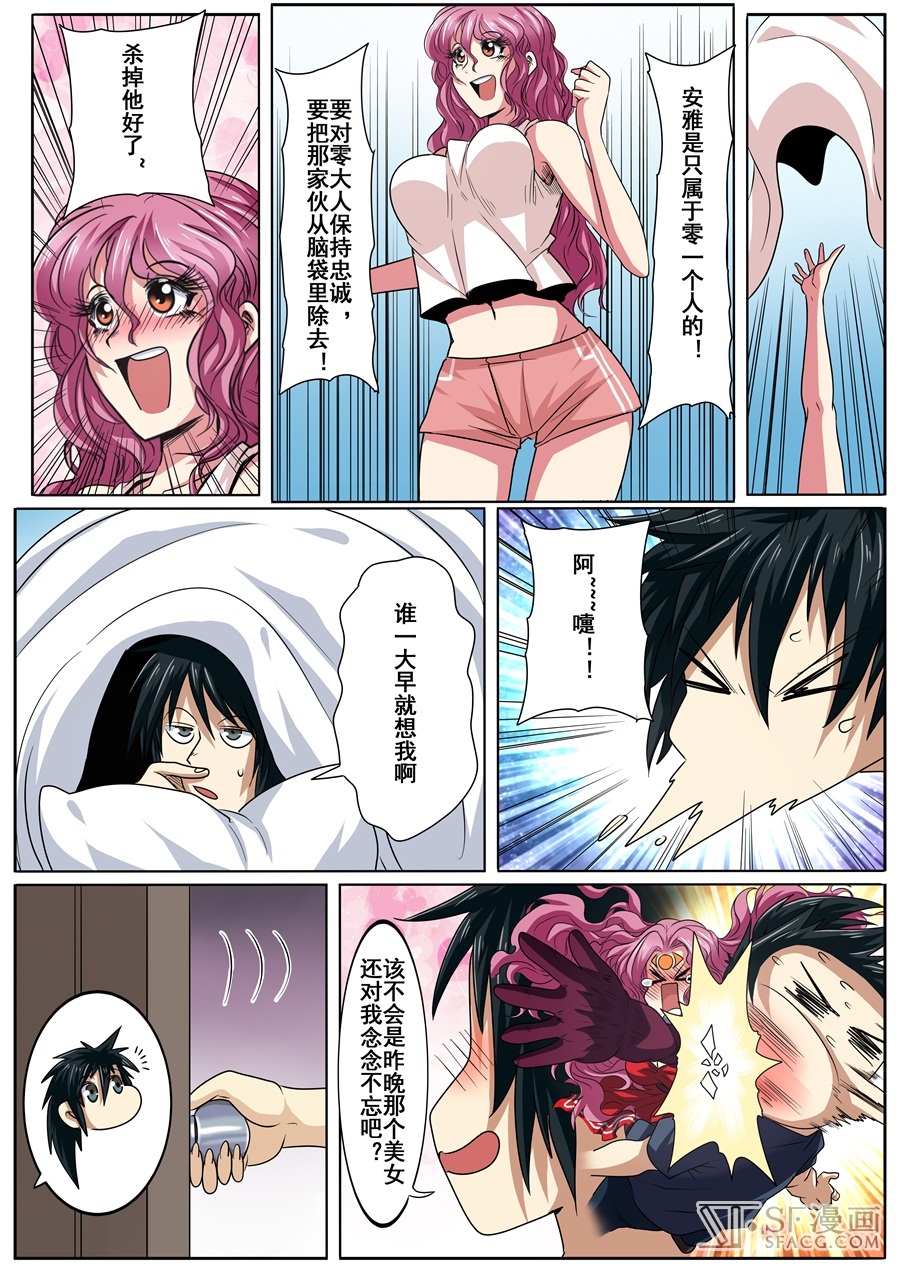 安雅是只属于零一个人的！
要对零大人保持忠诚，
要把那家伙从脑袋里除去！
杀掉他好了~
阿~~~嚏！！
谁一大早就想我啊
该不会是昨晚那个美女
还对我念念不忘吧？
啪！
SF漫画
SFACG.COM